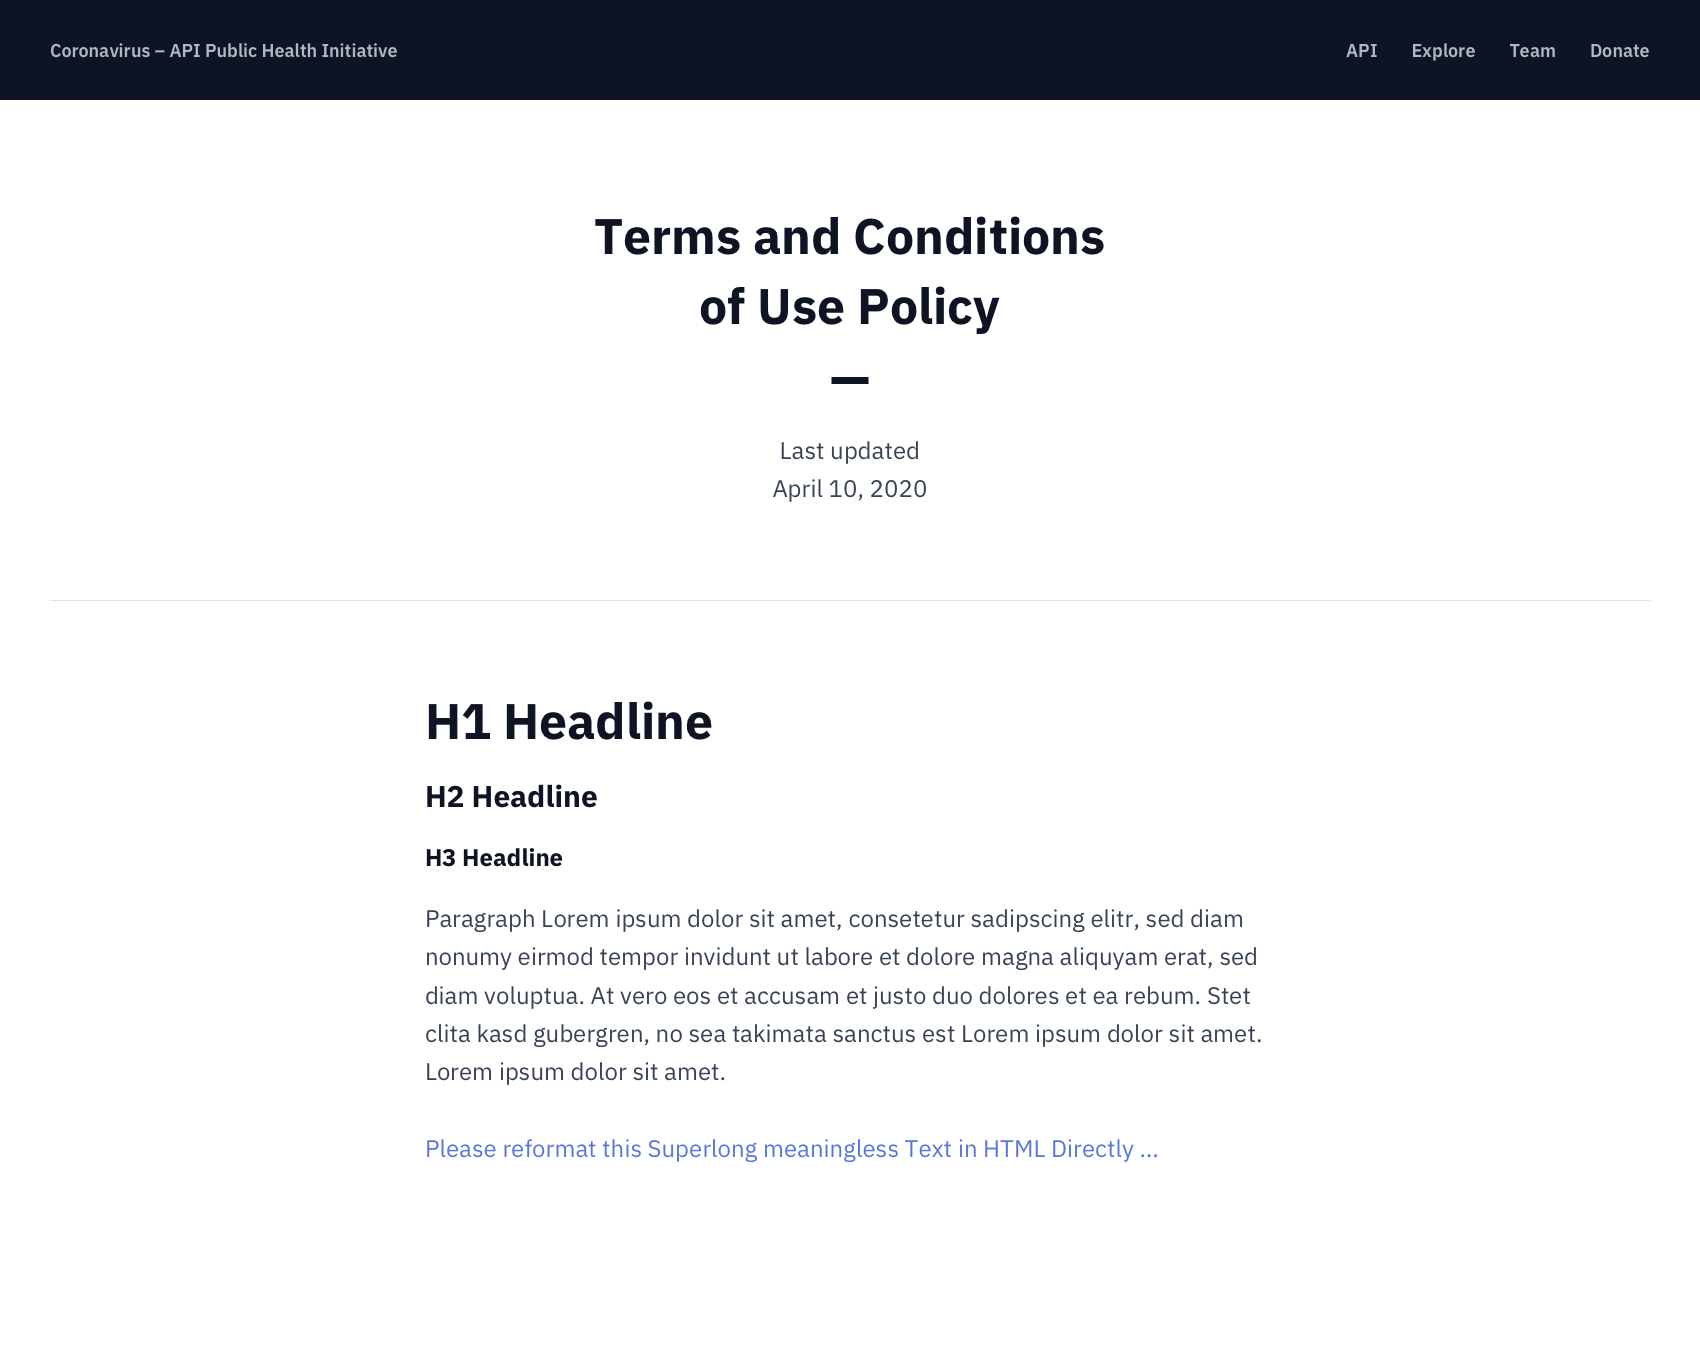 Coronavirus – API Public Health Initiative
API Explore Team Donate
Terms and Conditions
of Use Policy
—
Last updated
April 10, 2020
H1 Headline
H2 Headline
H3 Headline
Paragraph Lorem ipsum dolor sit amet, consetetur sadipscing elitr, sed diam
nonumy eirmod tempor invidunt ut labore et dolore magna aliquyam erat, sed
diam voluptua. At vero eos et accusam et justo duo dolores et ea rebum. Stet
clita kasd gubergren, no sea takimata sanctus est Lorem ipsum dolor sit amet.
Lorem ipsum dolor sit amet.
Please reformat this Superlong meaningless Text in HTML Directly ...